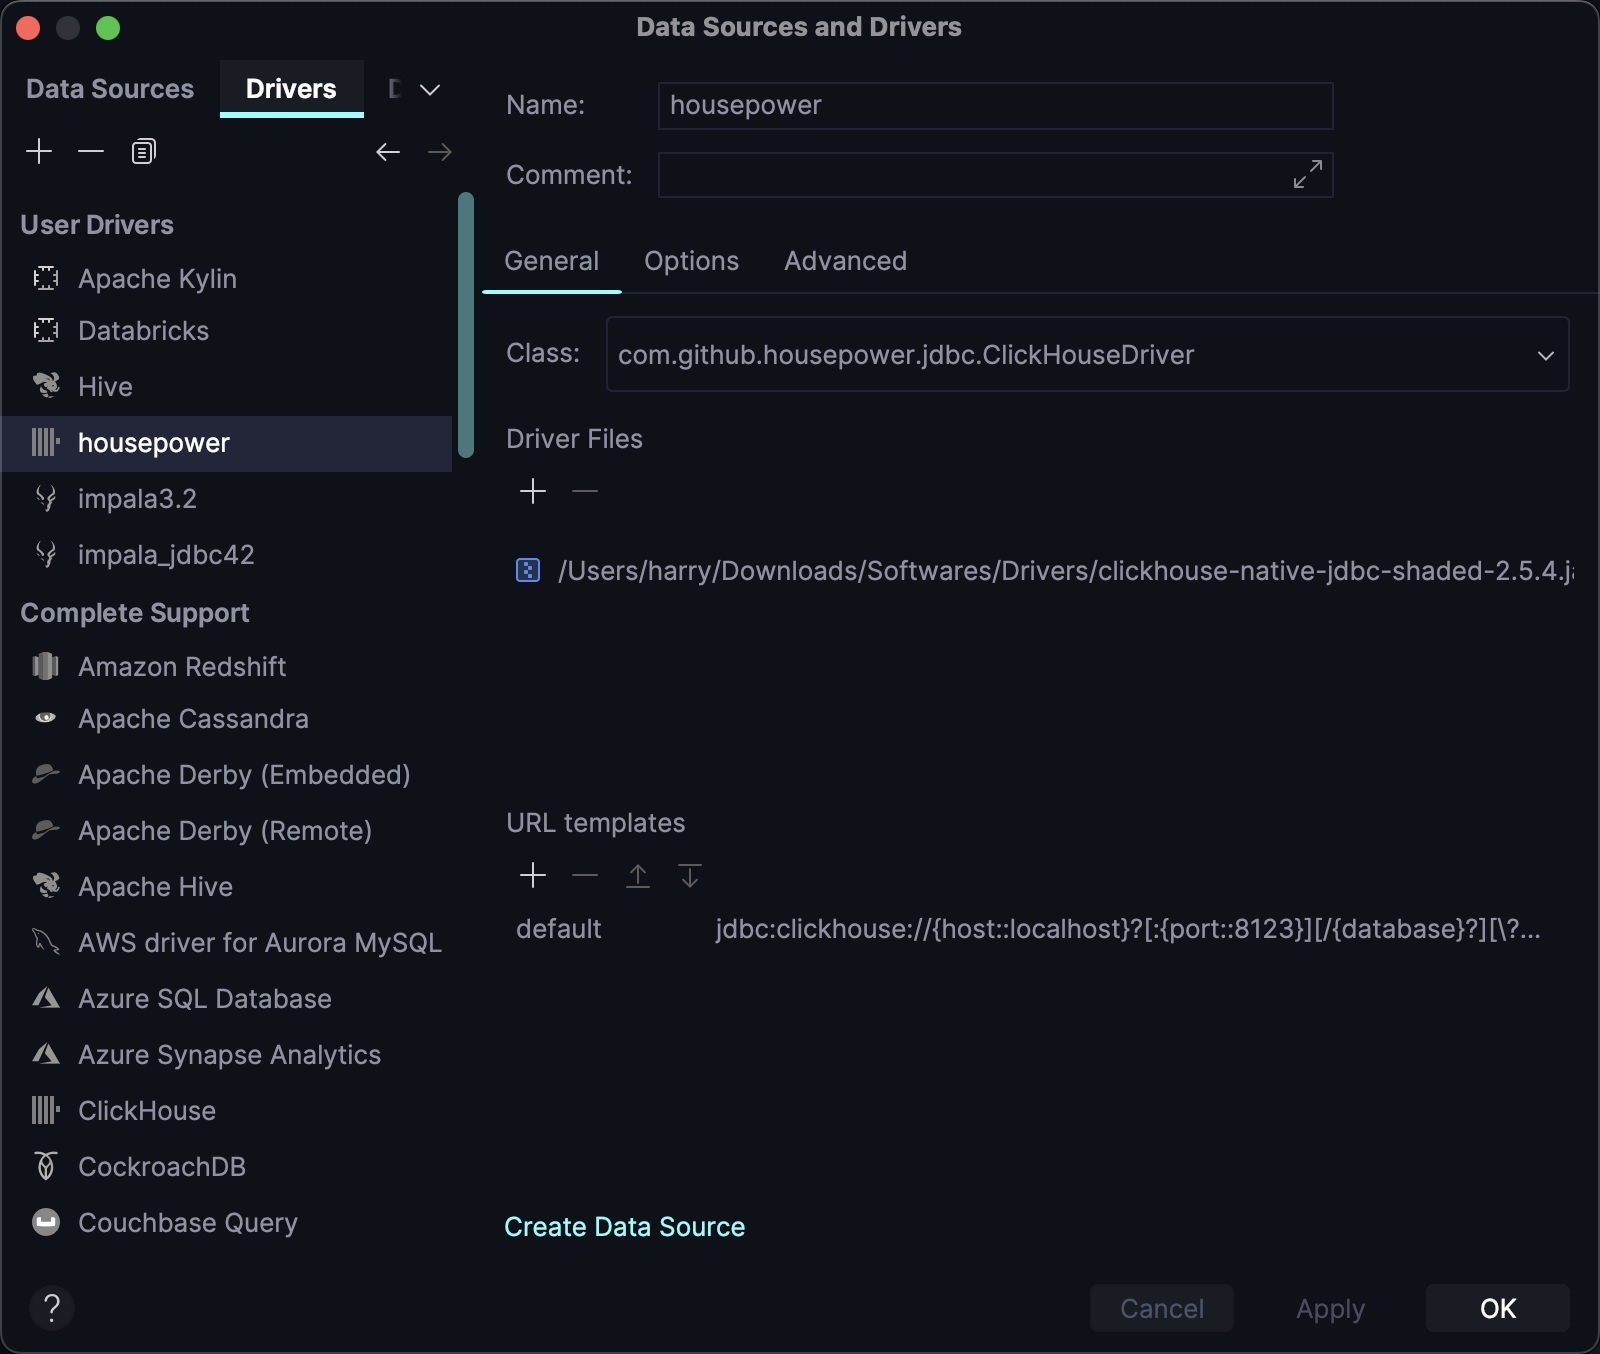 Data Sources and Drivers
Data Sources
Drivers
Name: housepower
Comment:
User Drivers
Apache Kylin
Databricks
Hive
housepower
impala3.2
impala_jdbc42
Complete Support
Amazon Redshift
Apache Cassandra
Apache Derby (Embedded)
Apache Derby (Remote)
Apache Hive
AWS driver for Aurora MySQL
Azure SQL Database
Azure Synapse Analytics
ClickHouse
CockroachDB
Couchbase Query
General Options Advanced
Class: com.github.housepower.jdbc.ClickHouseDriver
Driver Files
/Users/harry/Downloads/Softwares/Drivers/clickhouse-native-jdbc-shaded-2.5.4.ja
URL templates
default jdbc:clickhouse://{host::localhost}?[:{port::8123}][/{database}?][\?...
Create Data Source
?
Cancel Apply OK